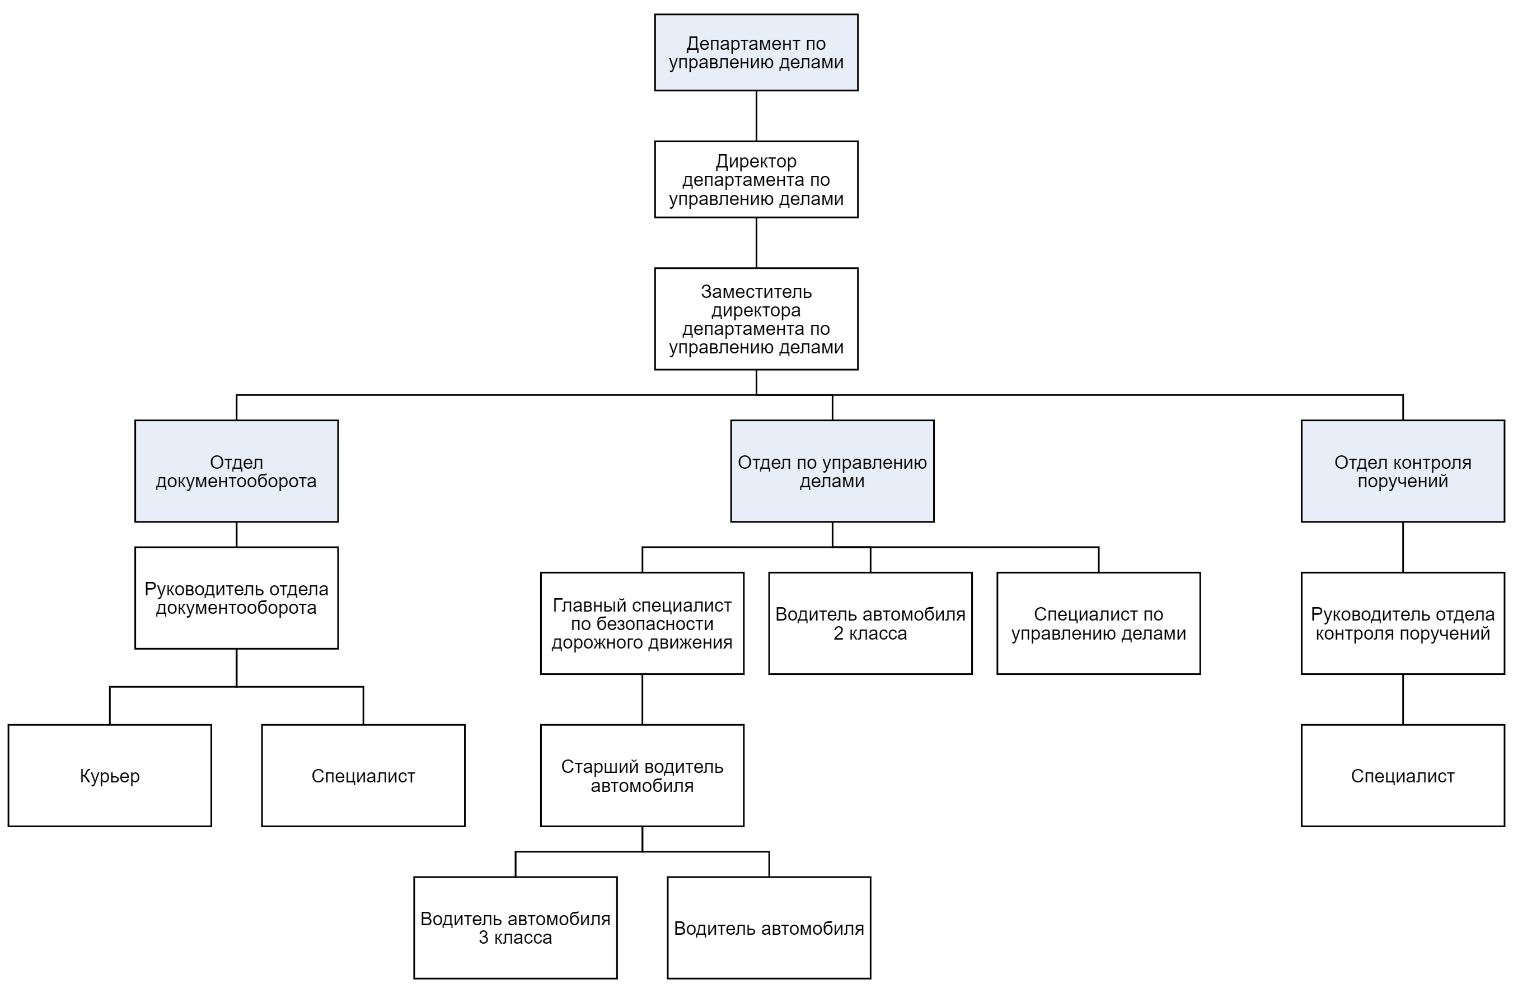 Департамент по
управлению делами
Директор
департамента по
управлению делами
Заместитель
директора
департамента по
управлению делами
Отдел
документооборота
Отдел по управлению
делами
Отдел контроля
поручений
Руководитель отдела
документооборота
Главный специалист
по безопасности
дорожного движения
Водитель автомобиля
2 класса
Специалист по
управлению делами
Руководитель отдела
контроля поручений
Курьер
Специалист
Старший водитель
автомобиля
Специалист
Водитель автомобиля
3 класса
Водитель автомобиля